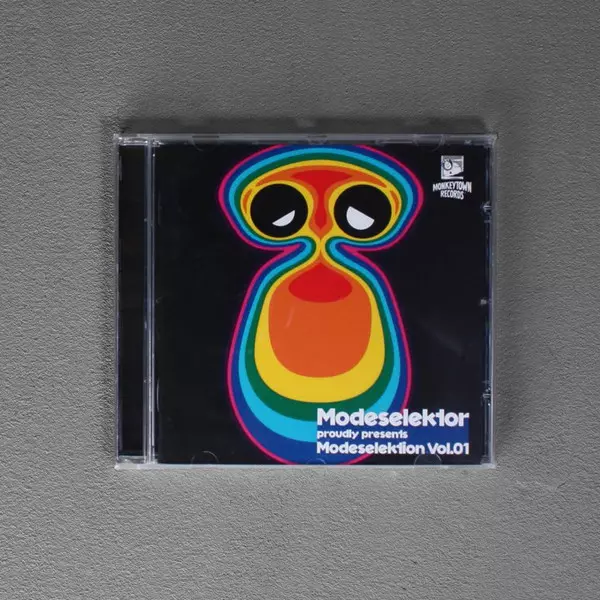 MONKEYTOWN
RECORDS
Modeselektor
proudly presents
Modeselektion Vol.01